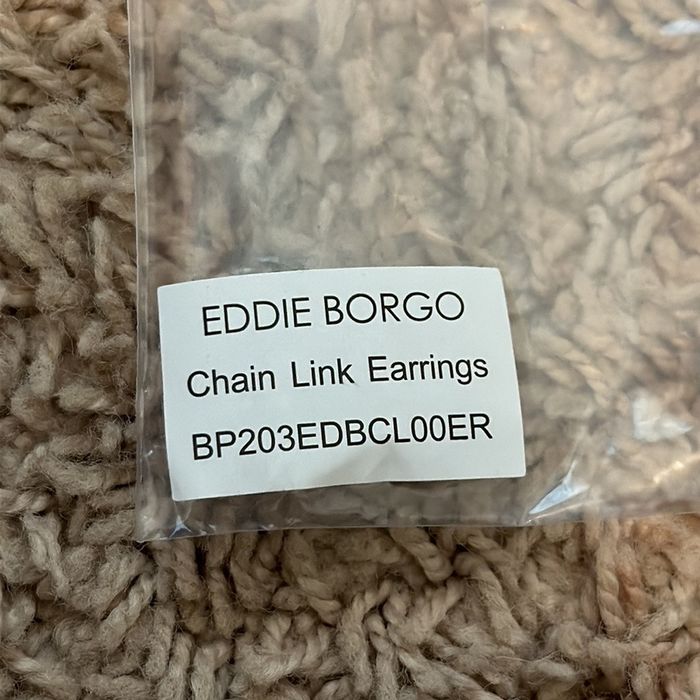 EDDIE BORGO
Chain Link Earrings
BP203EDBCL00ER